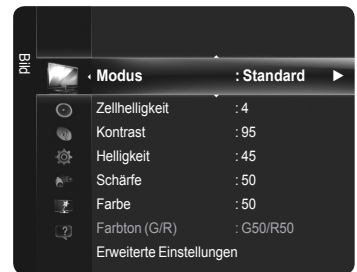 Bild
Modus : Standard
Zellhelligkeit : 4
Kontrast : 95
Helligkeit : 45
Schärfe : 50
Farbe : 50
Farbton (G/R) : G50/R50
Erweiterte Einstellungen